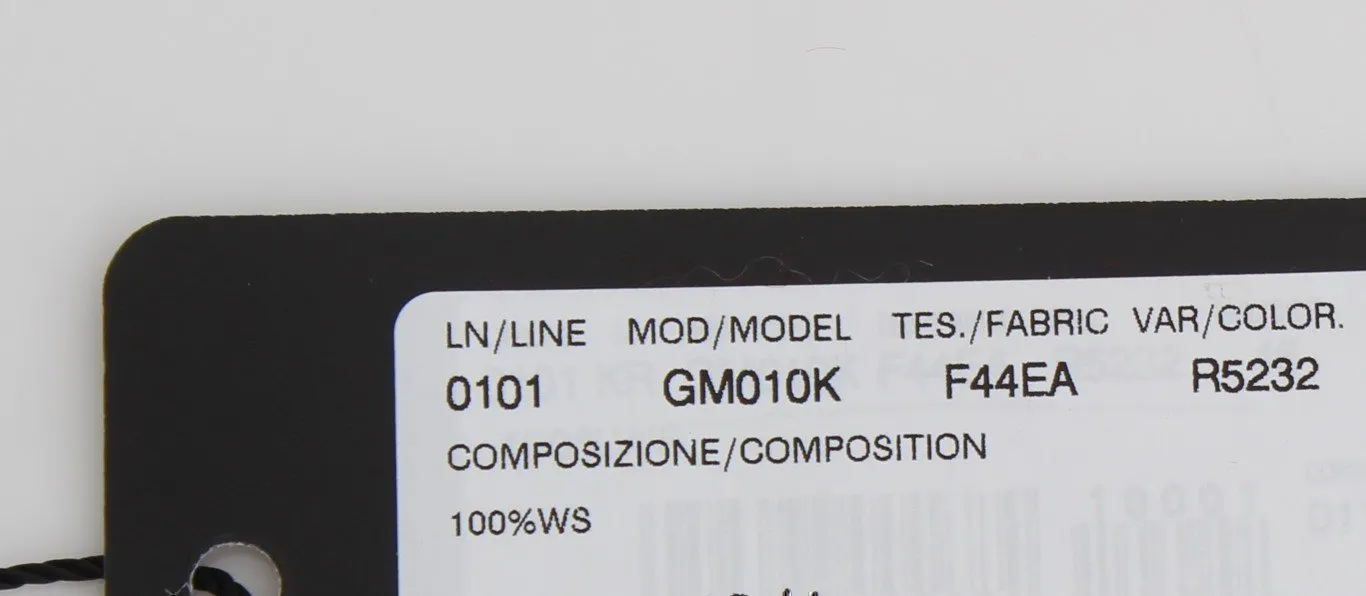 LN/LINE MOD/MODEL TES./FABRIC VAR/COLOR.
0101 GM010K F44EA R5232
COMPOSIZIONE/COMPOSITION
100%WS